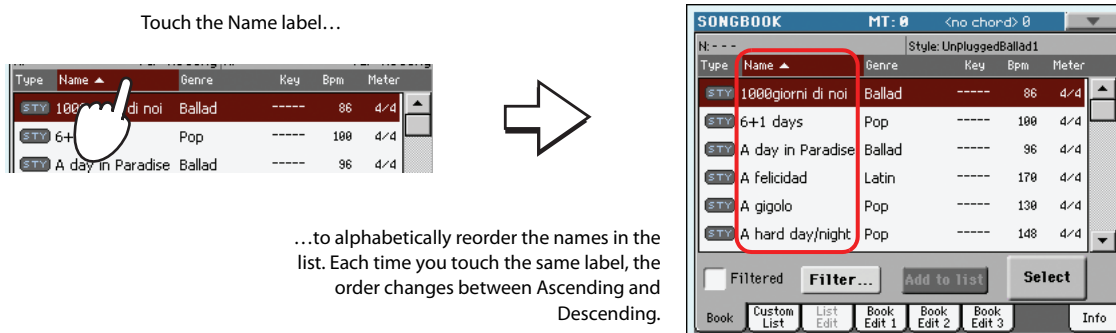 Touch the Name label…
Type Name ▲ Genre Key Bpm Meter
STY 1000giorni di noi Ballad ----- 86 4/4
STY 6+ Pop ----- 100 4/4
STY A day in Paradise Ballad ----- 96 4/4
…to alphabetically reorder the names in the
list. Each time you touch the same label, the
order changes between Ascending and
Descending.
SONGBOOK MT: 0 <no chord> 0
N: - - - Style: UnpluggedBallad1
Type Name ▲ Genre Key Bpm Meter
STY 1000giorni di noi Ballad ----- 86 4/4
STY 6+1 days Pop ----- 100 4/4
STY A day in Paradise Ballad ----- 96 4/4
STY A felicidad Latin ----- 170 4/4
STY A gigolo Pop ----- 130 4/4
STY A hard day/night Pop ----- 148 4/4
Filtered Filter... Add to list Select
Book Custom List List Edit Book Edit 1 Book Edit 2 Book Edit 3 Info